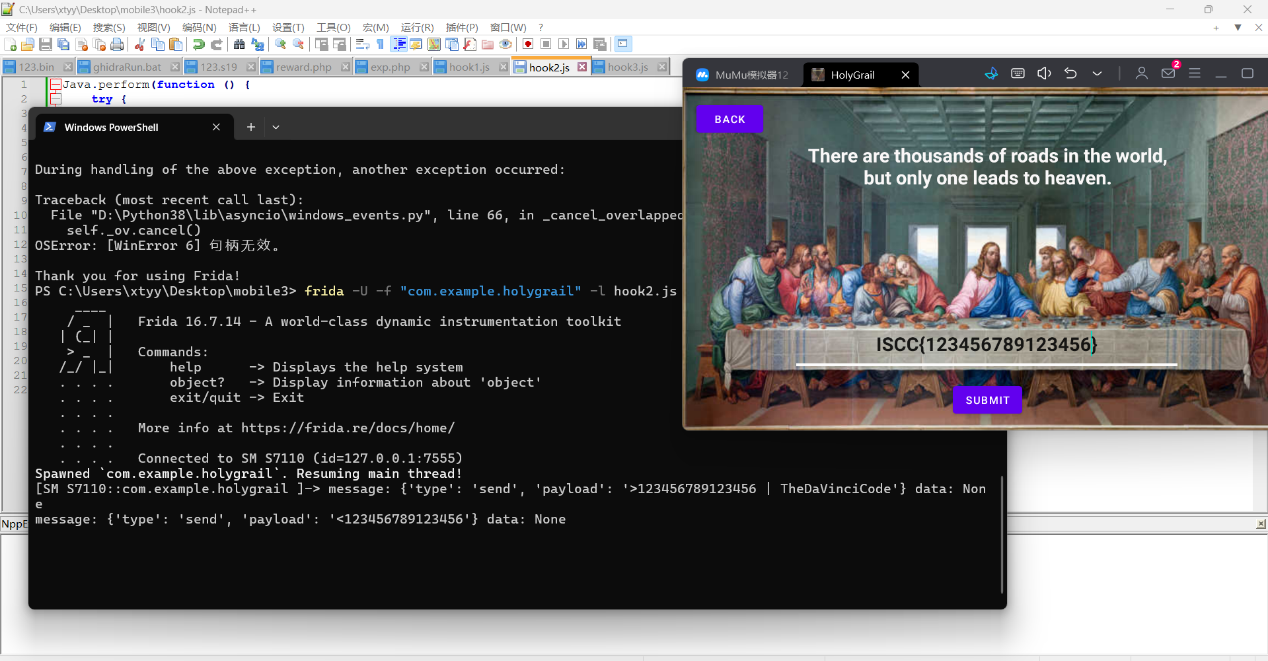 C:\Users\xtyy\Desktop\mobile3\hook2.js - Notepad++
文件(F) 编辑(E) 搜索(S) 视图(V) 编码(N) 语言(L) 设置(T) 工具(O) 宏(M) 运行(R) 插件(P) 窗口(W) ?
123.bin ghidraRun.bat 123.s19 reward.php exp.php hook1.js hook2.js hook3.js
1 Java.perform(function () {
2 try {
3
4
5
6
7
8
9
10
11
12
13
14
15
16
17
18
19
20
21
22
Windows PowerShell
During handling of the above exception, another exception occurred:
Traceback (most recent call last):
File "D:\Python38\lib\asyncio\windows_events.py", line 66, in _cancel_overlapped
self._ov.cancel()
OSError: [WinError 6] 句柄无效。
Thank you for using Frida!
PS C:\Users\xtyy\Desktop\mobile3> frida -U -f "com.example.holygrail" -l hook2.js
____
/ _  |   Frida 16.7.14 - A world-class dynamic instrumentation toolkit
| (_| |
> _  |   Commands:
/_/ |_|       help      -> Displays the help system
. . . .       object?   -> Display information about 'object'
. . . .       exit/quit -> Exit
. . . .
. . . .   More info at https://frida.re/docs/home/
. . . .
. . . .   Connected to SM S7110 (id=127.0.0.1:7555)
Spawned `com.example.holygrail`. Resuming main thread!
[SM S7110::com.example.holygrail ]-> message: {'type': 'send', 'payload': '>123456789123456 | TheDaVinciCode'} data: Non
e
message: {'type': 'send', 'payload': '<123456789123456'} data: None
MuMu模拟器12 HolyGrail 2
BACK
There are thousands of roads in the world,
but only one leads to heaven.
ISCC{123456789123456}
SUBMIT
NppE